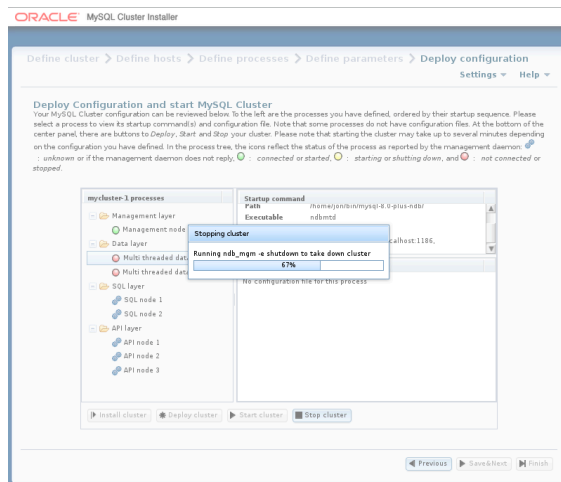 ORACLE MySQL Cluster Installer
Define cluster > Define hosts > Define processes > Define parameters > Deploy configuration
Settings Help
Deploy Configuration and start MySQL Cluster
Your MySQL Cluster configuration can be reviewed below. To the left are the processes you have defined, ordered by their startup sequence. Please
select a process to view its startup command(s) and configuration file. Note that some processes do not have configuration files. At the bottom of the
center panel, there are buttons to Deploy, Start and Stop your cluster. Please note that starting the cluster may take up to several minutes depending
on the configuration you have defined. In the process tree, the icons reflect the status of the process as reported by the management daemon:
: unknown or if the management daemon does not reply, : connected or started, : starting or shutting down, and : not connected or
stopped.
mycluster-1 processes
Management layer
Management node
Data layer
Multi threaded data
Multi threaded data
SQL layer
SQL node 1
SQL node 2
API layer
API node 1
API node 2
API node 3
Startup command
Path /home/jon/bin/mysql-8.0-plus-ndb/
Executable ndbmtd
calhost:1186,
No configuration file for this process
Stopping cluster
Running ndb_mgm -e shutdown to take down cluster
67%
Install cluster Deploy cluster Start cluster Stop cluster
Previous Save&Next Finish